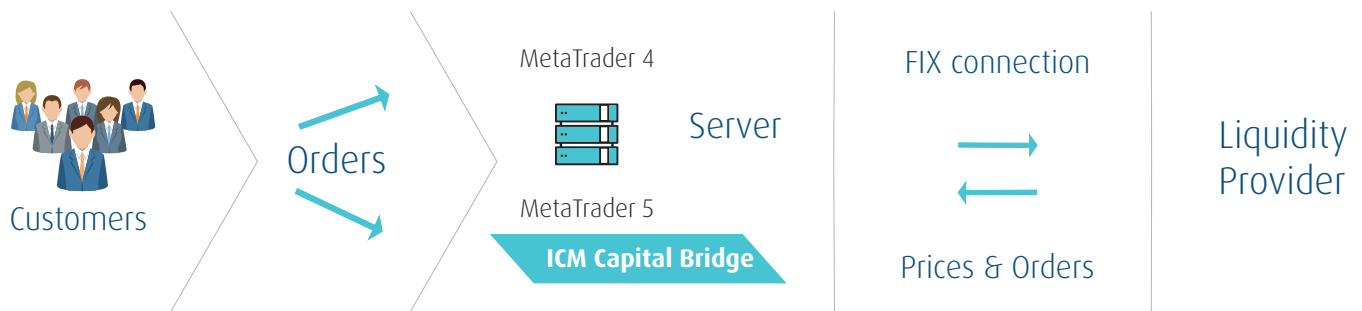 Customers
Orders
MetaTrader 4
Server
MetaTrader 5
ICM Capital Bridge
FIX connection
Prices & Orders
Liquidity
Provider